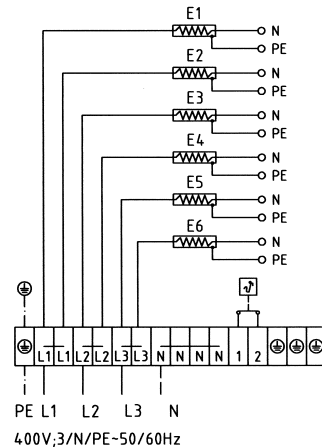 E1
N
PE
E2
N
PE
E3
N
PE
E4
N
PE
E5
N
PE
E6
N
PE
L1 L1 L2 L2 L3 L3 N N N N 1 2
PE L1 L2 L3 N
400V;3/N/PE~50/60Hz